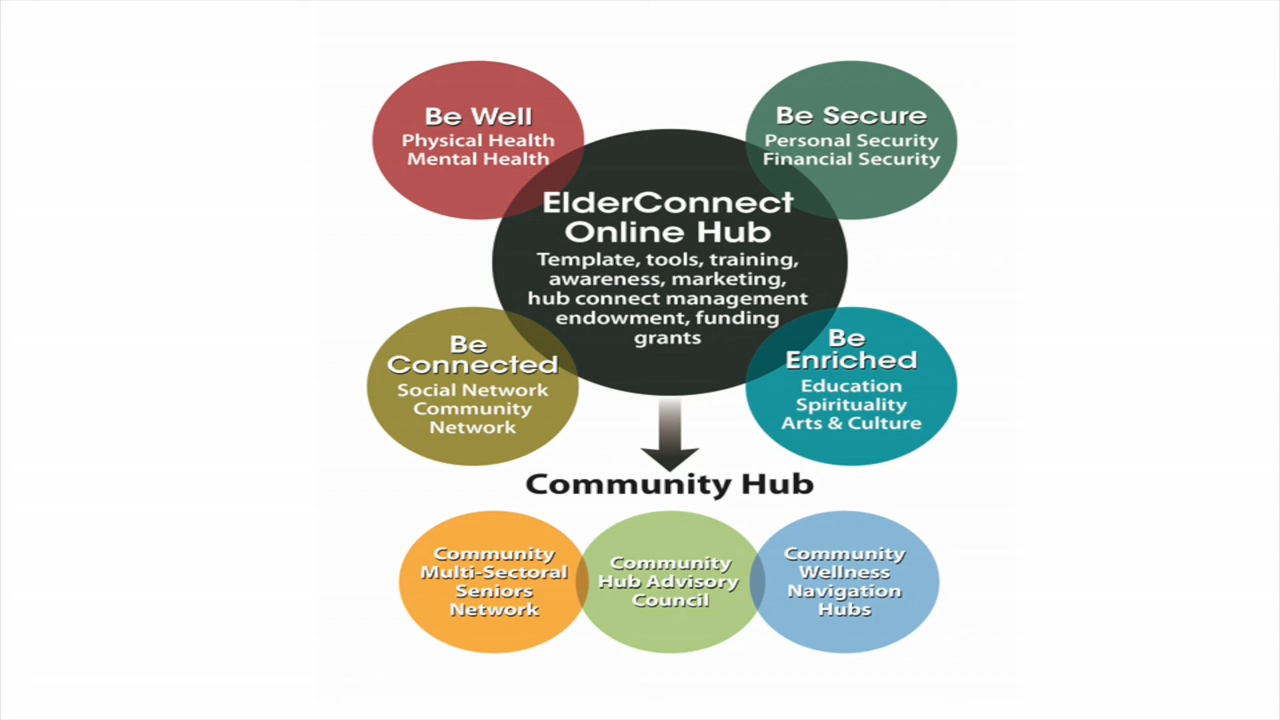 Be Well
Physical Health
Mental Health
Be Secure
Personal Security
Financial Security
ElderConnect
Online Hub
Template, tools, training,
awareness, marketing,
hub connect management
endowment, funding
grants
Be
Connected
Social Network
Community
Network
Be
Enriched
Education
Spirituality
Arts & Culture
Community Hub
Community
Multi-Sectoral
Seniors
Network
Community
Hub Advisory
Council
Community
Wellness
Navigation
Hubs